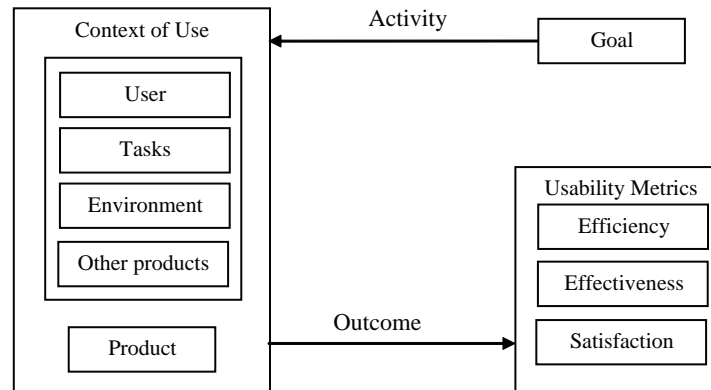 Context of Use
User
Tasks
Environment
Other products
Product
Activity
Goal
Outcome
Usability Metrics
Efficiency
Effectiveness
Satisfaction